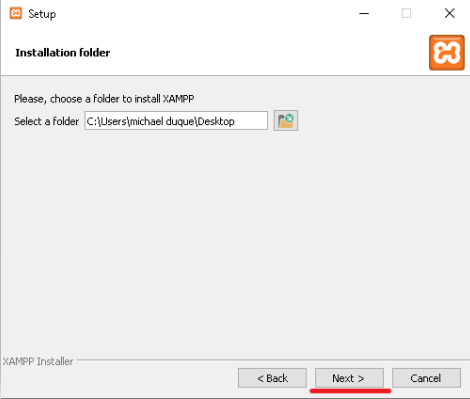 Setup
Installation folder
Please, choose a folder to install XAMPP
Select a folder C:\Users\michael duque\Desktop
XAMPP Installer
< Back Next > Cancel